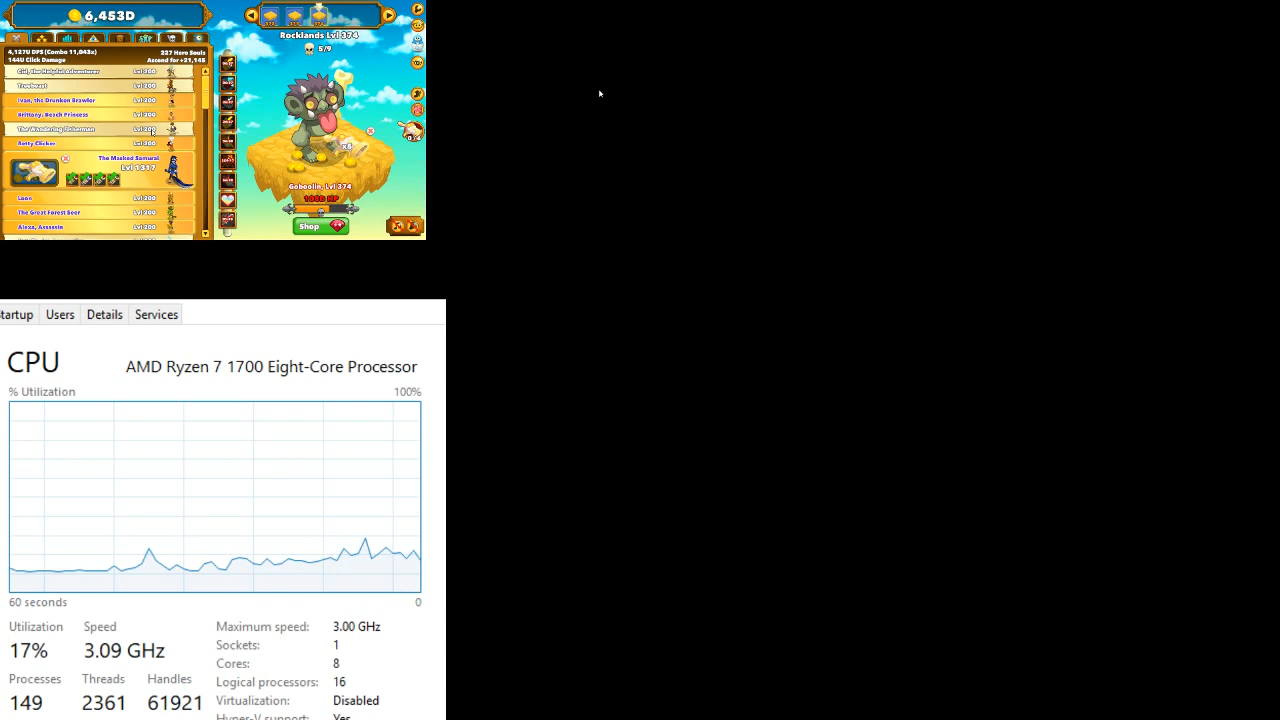 6,453D
4,127U DPS (Combo 11,043x)
227 Hero Souls
144U Click Damage
Ascend for +21,145
Cid, the Helpful Adventurer Lvl 200
Treebeast Lvl 200
Ivan, the Drunken Brawler Lvl 200
Brittany, Beach Princess Lvl 200
The Wandering Fisherman Lvl 200
Betty Clicker Lvl 200
The Masked Samurai
Lvl 1317
Leon Lvl 200
The Great Forest Seer Lvl 200
Alexa, Assassin Lvl 200
Rocklands Lvl 374
5/9
x8
Goboolin, Lvl 374
HP
Shop
Startup Users Details Services
CPU
AMD Ryzen 7 1700 Eight-Core Processor
% Utilization
100%
60 seconds
0
Utilization Speed
17% 3.09 GHz
Processes Threads Handles
149 2361 61921
Maximum speed: 3.00 GHz
Sockets: 1
Cores: 8
Logical processors: 16
Virtualization: Disabled
Hyper-V support: Yes